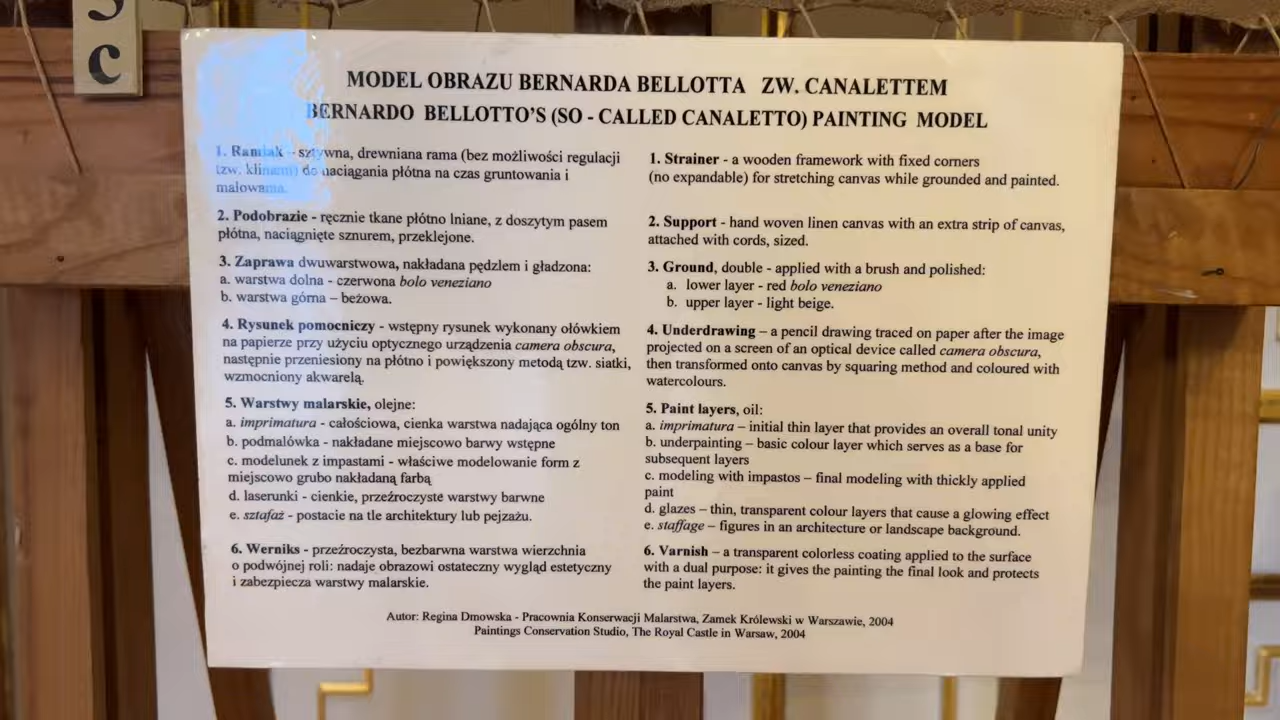 c
MODEL OBRAZU BERNARDA BELLOTTA ZW. CANALETTEM
BERNARDO BELLOTTO'S (SO - CALLED CANALETTO) PAINTING MODEL
1. Ramiak - sztywna, drewniana rama (bez możliwości regulacji
tzw. klinami) do naciągania płótna na czas gruntowania i
malowania.
2. Podobrazie - ręcznie tkane płótno lniane, z doszytym pasem
płótna, naciągnięte sznurem, przeklejone.
3. Zaprawa dwuwarstwowa, nakładana pędzlem i gładzona:
a. warstwa dolna - czerwona bolo veneziano
b. warstwa górna – beżowa.
4. Rysunek pomocniczy - wstępny rysunek wykonany ołówkiem
na papierze przy użyciu optycznego urządzenia camera obscura,
następnie przeniesiony na płótno i powiększony metodą tzw. siatki,
wzmocniony akwarelą.
5. Warstwy malarskie, olejne:
a. imprimatura - całościowa, cienka warstwa nadająca ogólny ton
b. podmalówka - nakładane miejscowo barwy wstępne
c. modelunek z impastami - właściwe modelowanie form z
miejscowo grubo nakładaną farbą
d. laserunki - cienkie, przeźroczyste warstwy barwne
e. sztafaż - postacie na tle architektury lub pejzażu.
6. Werniks - przeźroczysta, bezbarwna warstwa wierzchnia
o podwójnej roli: nadaje obrazowi ostateczny wygląd estetyczny
i zabezpiecza warstwy malarskie.
1. Strainer - a wooden framework with fixed corners
(no expandable) for stretching canvas while grounded and painted.
2. Support - hand woven linen canvas with an extra strip of canvas,
attached with cords, sized.
3. Ground, double - applied with a brush and polished:
a. lower layer - red bolo veneziano
b. upper layer - light beige.
4. Underdrawing – a pencil drawing traced on paper after the image
projected on a screen of an optical device called camera obscura,
then transformed onto canvas by squaring method and coloured with
watercolours.
5. Paint layers, oil:
a. imprimatura – initial thin layer that provides an overall tonal unity
b. underpainting – basic colour layer which serves as a base for
subsequent layers
c. modeling with impastos – final modeling with thickly applied
paint
d. glazes – thin, transparent colour layers that cause a glowing effect
e. staffage – figures in an architecture or landscape background.
6. Varnish – a transparent colorless coating applied to the surface
with a dual purpose: it gives the painting the final look and protects
the paint layers.
Autor: Regina Dmowska - Pracownia Konserwacji Malarstwa, Zamek Królewski w Warszawie, 2004
Paintings Conservation Studio, The Royal Castle in Warsaw, 2004